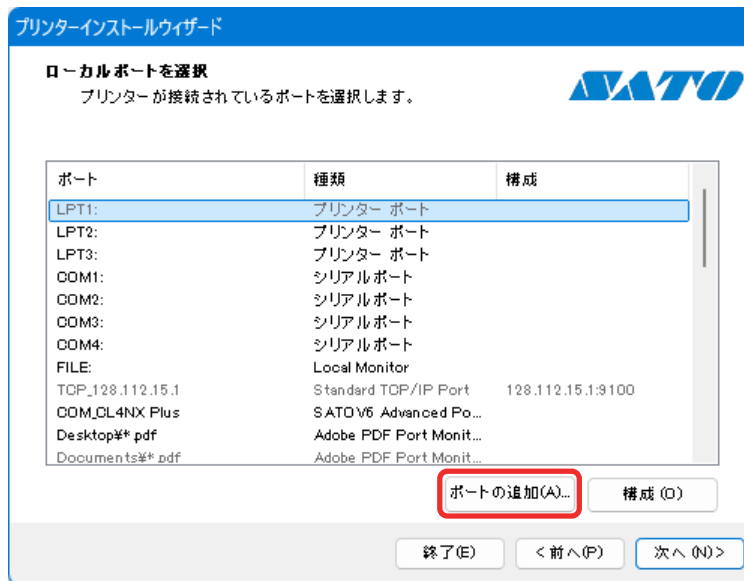 プリンターインストールウィザード
ローカルポートを選択
プリンターが接続されているポートを選択します。
SATO
ポート 種類 構成
LPT1: プリンター ポート
LPT2: プリンター ポート
LPT3: プリンター ポート
COM1: シリアルポート
COM2: シリアルポート
COM3: シリアルポート
COM4: シリアルポート
FILE: Local Monitor
TCP_128.112.15.1 Standard TCP/IP Port 128.112.15.1:9100
COM_CL4NX Plus SATOV6 Advanced Po...
Desktop¥*.pdf Adobe PDF Port Monit...
Documents¥*.pdf Adobe PDF Port Monit...
ポートの追加(A)... 構成 (O)
終了(E) <前へ(P) 次へ (N)>